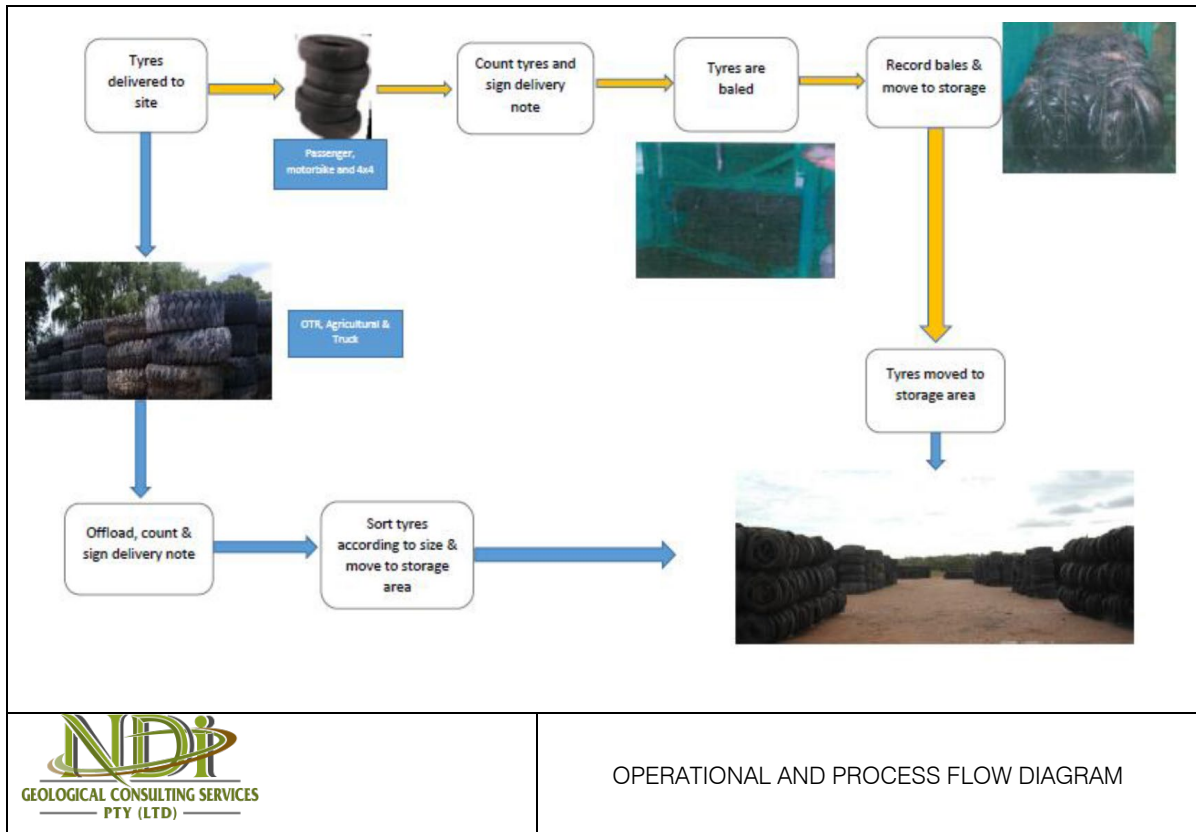 Tyres
delivered to
site
Count tyres and
sign delivery
note
Tyres are
baled
Record bales &
move to storage
Passenger,
motorbike and 4x4
OTR, Agricultural &
Truck
Tyres moved to
storage area
Offload, count &
sign delivery note
Sort tyres
according to size &
move to storage
area
NDi
GEOLOGICAL CONSULTING SERVICES
PTY (LTD)
OPERATIONAL AND PROCESS FLOW DIAGRAM